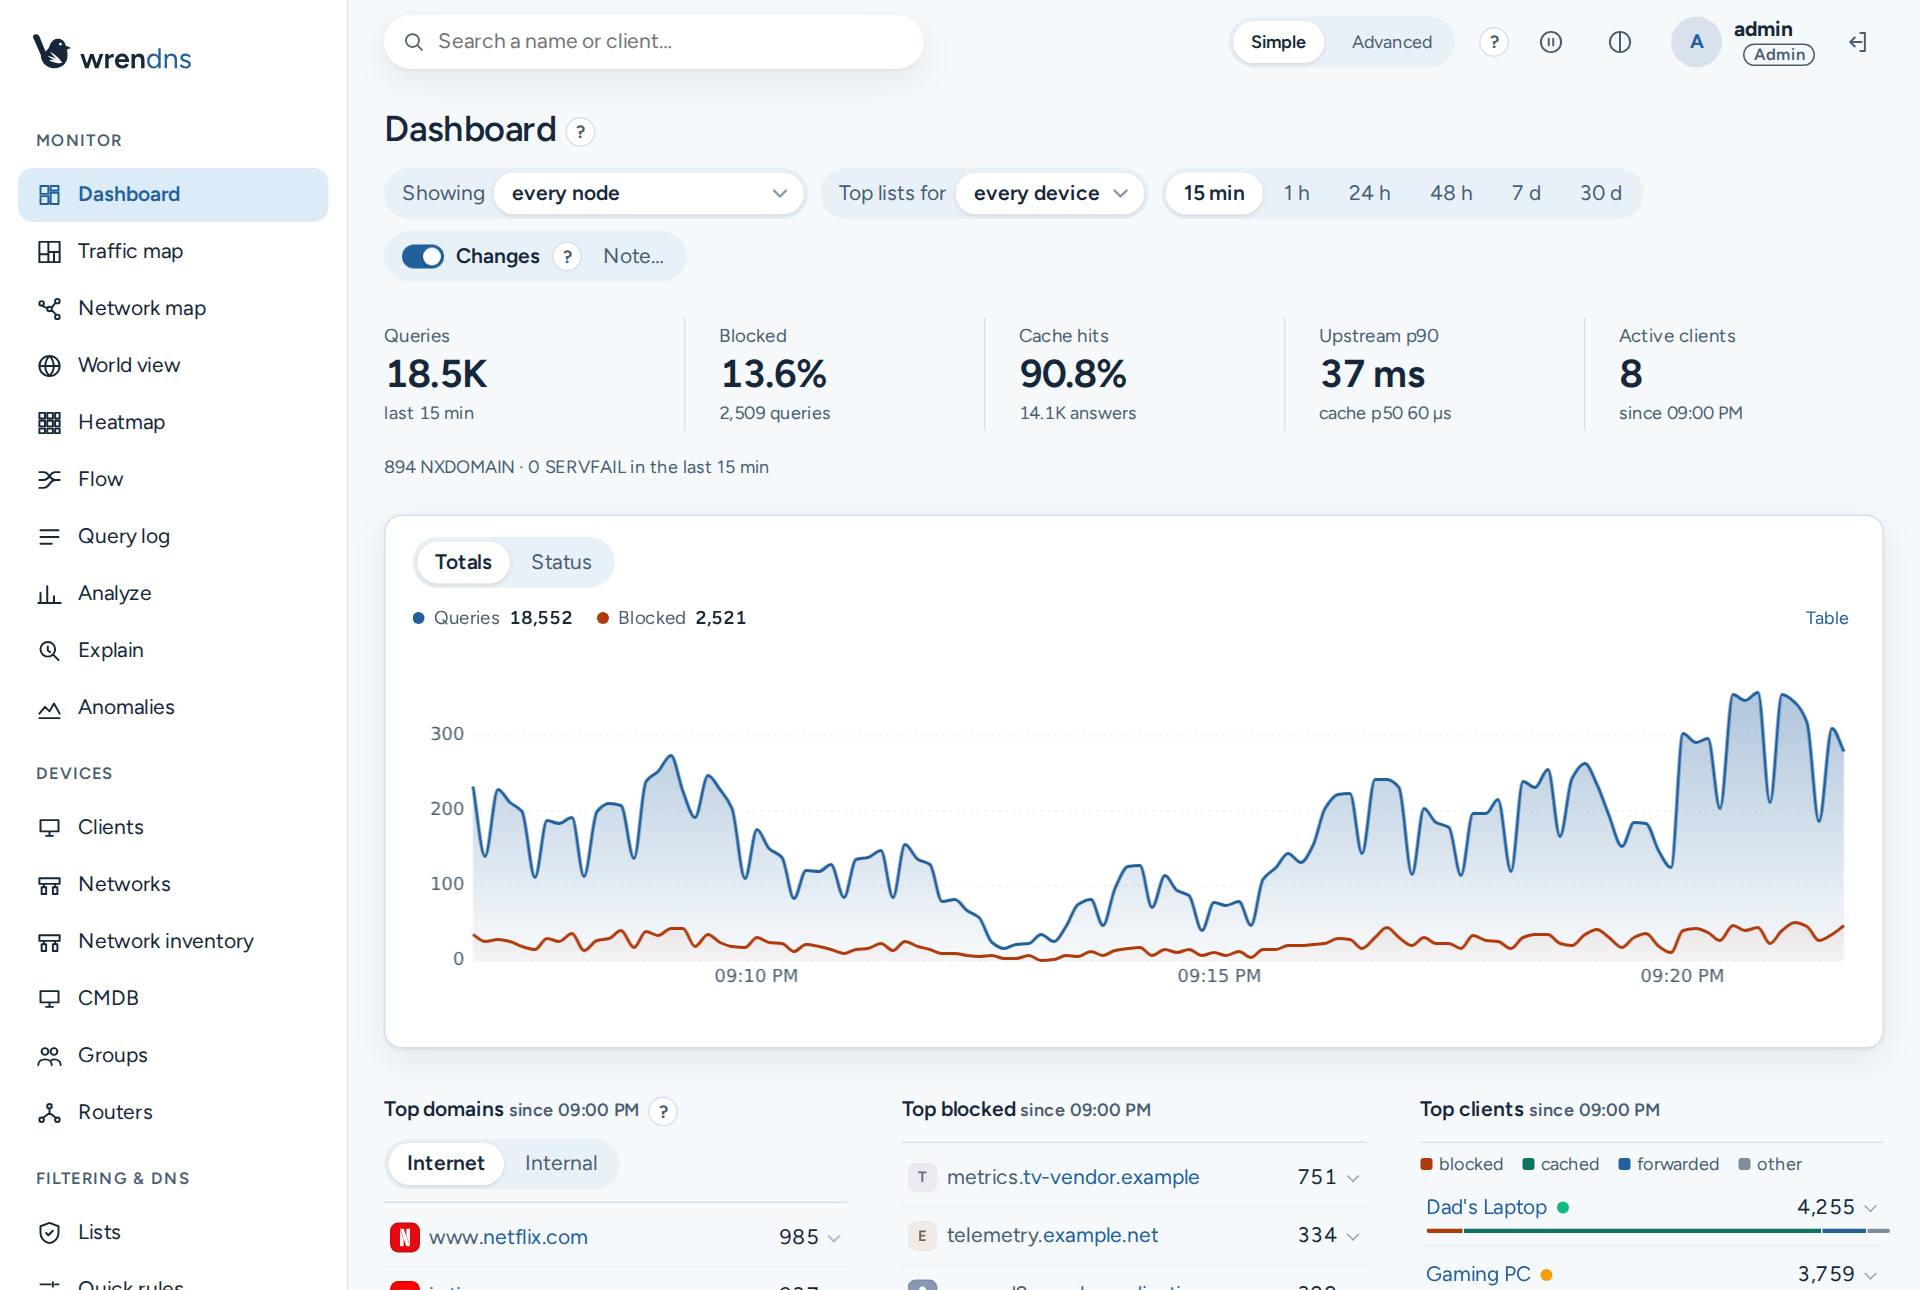 wrendns
Search a name or client...
Simple Advanced ? A admin
Admin
MONITOR
Dashboard
Traffic map
Network map
World view
Heatmap
Flow
Query log
Analyze
Explain
Anomalies
DEVICES
Clients
Networks
Network inventory
CMDB
Groups
Routers
FILTERING & DNS
Lists
Quick rules
Dashboard ?
Showing every node Top lists for every device 15 min 1 h 24 h 48 h 7 d 30 d
Changes ? Note...
Queries
18.5K
last 15 min
Blocked
13.6%
2,509 queries
Cache hits
90.8%
14.1K answers
Upstream p90
37 ms
cache p50 60 µs
Active clients
8
since 09:00 PM
894 NXDOMAIN · 0 SERVFAIL in the last 15 min
Totals Status
Queries 18,552 Blocked 2,521 Table
300
200
100
0
09:10 PM 09:15 PM 09:20 PM
Top domains since 09:00 PM ?
Internet Internal
N www.netflix.com 985
Top blocked since 09:00 PM
T metrics.tv-vendor.example 751
E telemetry.example.net 334
Top clients since 09:00 PM
blocked cached forwarded other
Dad's Laptop 4,255
Gaming PC 3,759